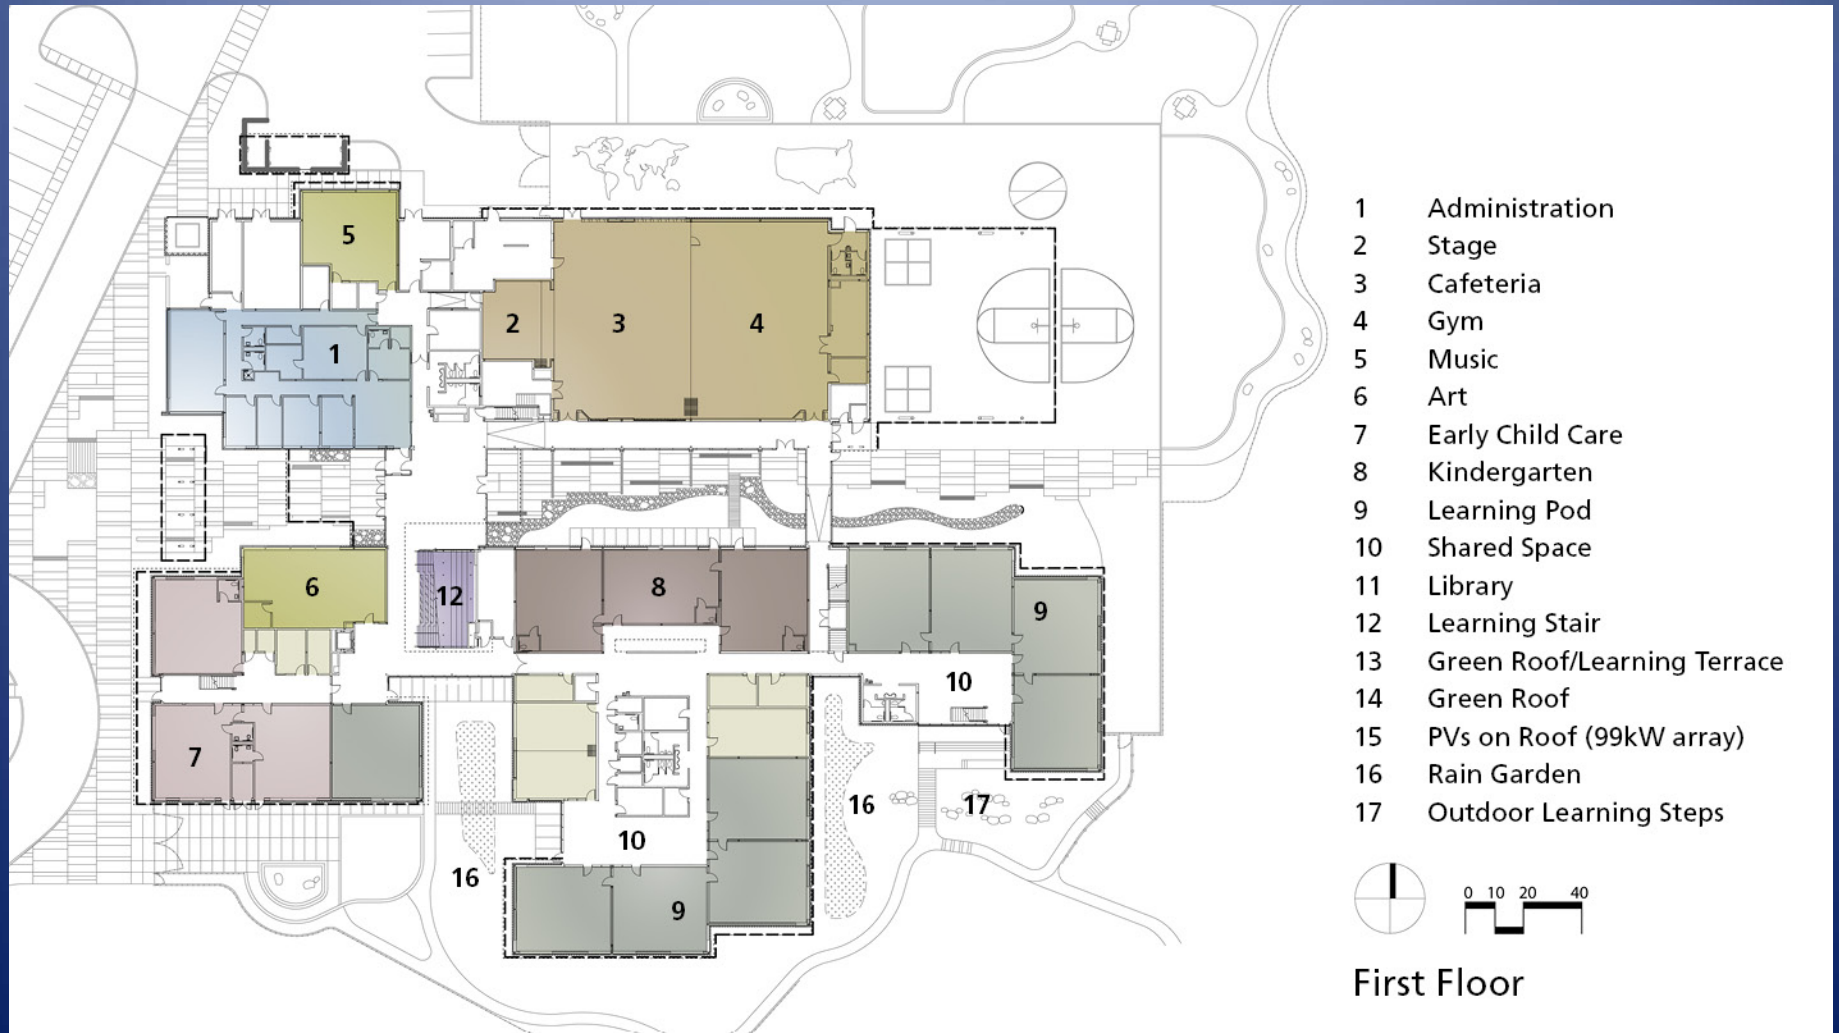 5
2
3
4
1
6
12
8
9
10
7
16
17
10
16
9
1 Administration
2 Stage
3 Cafeteria
4 Gym
5 Music
6 Art
7 Early Child Care
8 Kindergarten
9 Learning Pod
10 Shared Space
11 Library
12 Learning Stair
13 Green Roof/Learning Terrace
14 Green Roof
15 PVs on Roof (99kW array)
16 Rain Garden
17 Outdoor Learning Steps
0 10 20 40
First Floor